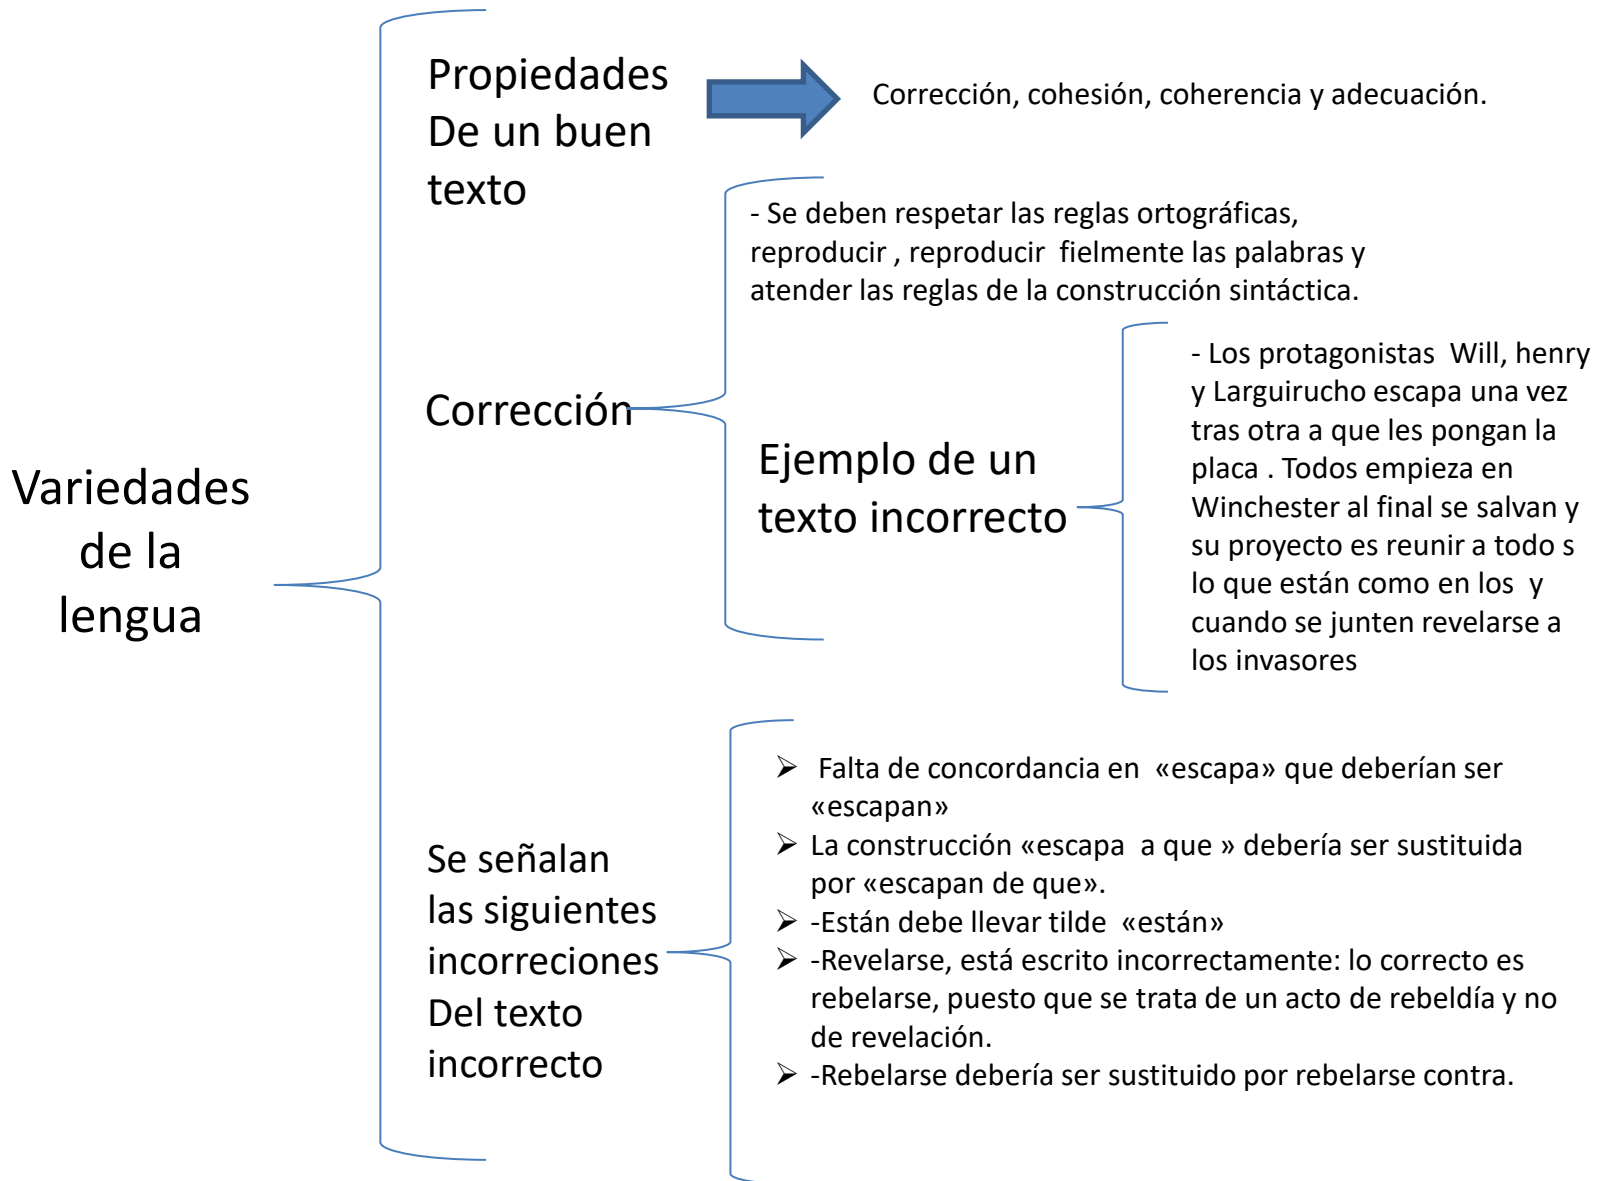 Variedades
de la
lengua
Propiedades
De un buen
texto
Corrección, cohesión, coherencia y adecuación.
Corrección
- Se deben respetar las reglas ortográficas,
reproducir , reproducir  fielmente las palabras y
atender las reglas de la construcción sintáctica.
Ejemplo de un
texto incorrecto
- Los protagonistas  Will, henry
y Larguirucho escapa una vez
tras otra a que les pongan la
placa . Todos empieza en
Winchester al final se salvan y
su proyecto es reunir a todo s
lo que están como en los  y
cuando se junten revelarse a
los invasores
Se señalan
las siguientes
incorreciones
Del texto
incorrecto
➢ Falta de concordancia en  «escapa» que deberían ser
«escapan»
➢ La construcción «escapa  a que » debería ser sustituida
por «escapan de que».
➢ -Están debe llevar tilde  «están»
➢ -Revelarse, está escrito incorrectamente: lo correcto es
rebelarse, puesto que se trata de un acto de rebeldía y no
de revelación.
➢ -Rebelarse debería ser sustituido por rebelarse contra.